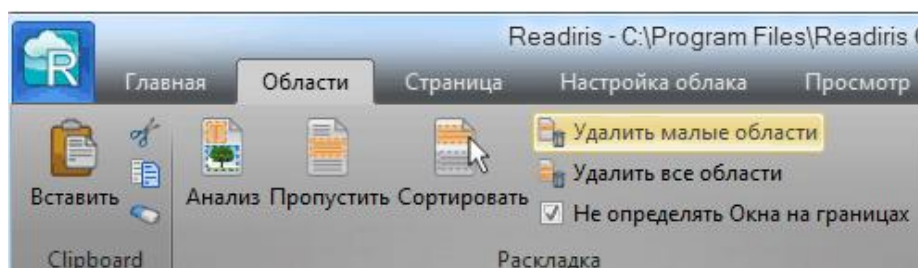 Readiris - C:\Program Files\Readiris
Главная Области Страница Настройка облака Просмотр
Вставить
Анализ Пропустить Сортировать
Удалить малые области
Удалить все области
Не определять Окна на границах
Clipboard
Раскладка